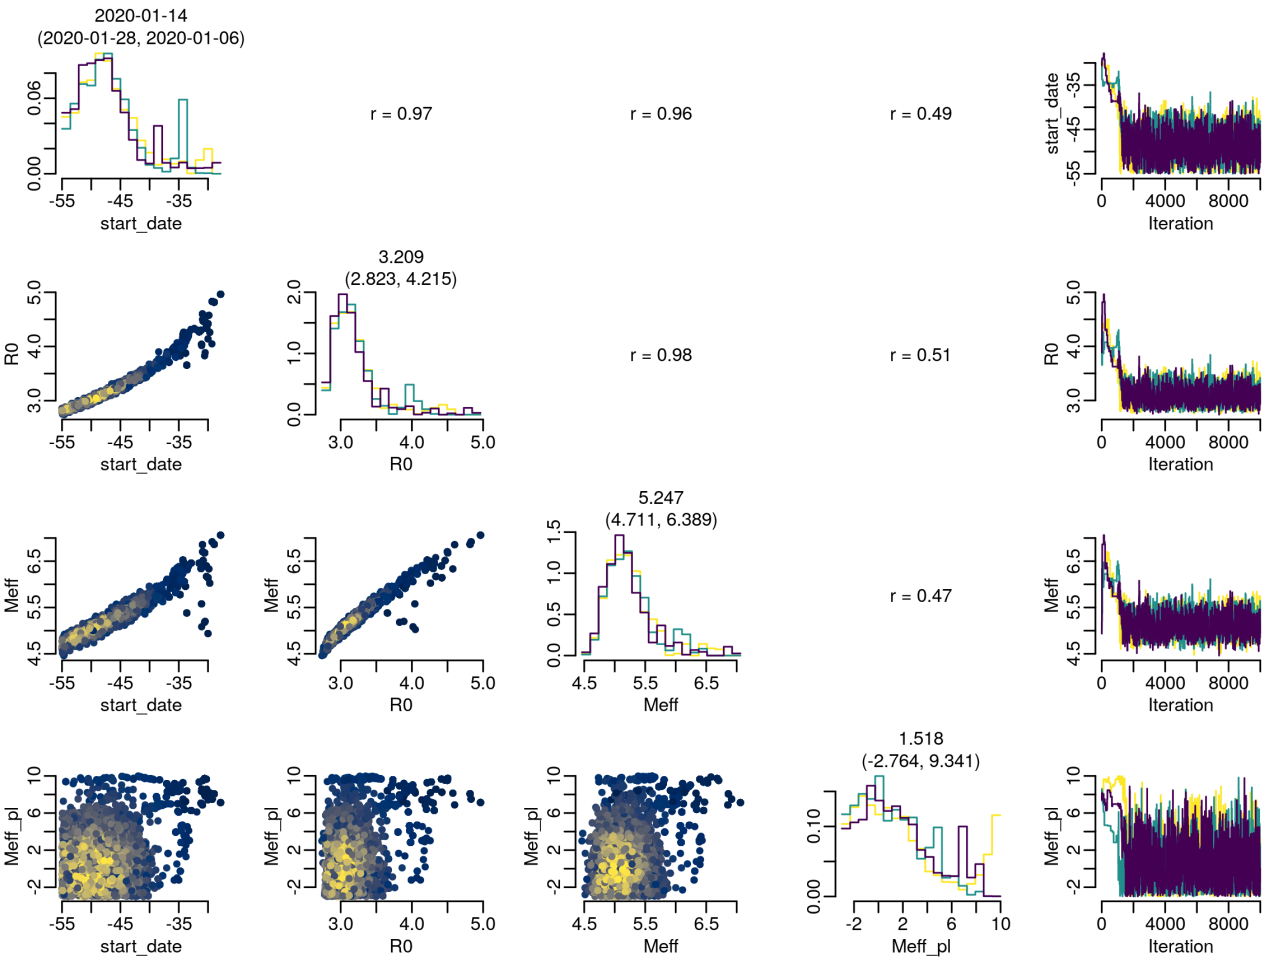 2020-01-14
(2020-01-28, 2020-01-06)
0.00 0.06
-55 -45 -35
start_date
r = 0.97
r = 0.96
r = 0.49
start_date
-55 -45 -35
0 4000 8000
Iteration
R0
3.0 4.0 5.0
-55 -45 -35
start_date
3.209
(2.823, 4.215)
0.0 1.0 2.0
3.0 4.0 5.0
R0
r = 0.98
r = 0.51
R0
3.0 4.0 5.0
0 4000 8000
Iteration
Meff
4.5 5.5 6.5
-55 -45 -35
start_date
Meff
4.5 5.5 6.5
3.0 4.0 5.0
R0
5.247
(4.711, 6.389)
0.0 0.5 1.0 1.5
4.5 5.5 6.5
Meff
r = 0.47
Meff
4.5 5.5 6.5
0 4000 8000
Iteration
Meff_pl
-2 2 6 10
-55 -45 -35
start_date
Meff_pl
-2 2 6 10
3.0 4.0 5.0
R0
Meff_pl
-2 2 6 10
4.5 5.5 6.5
Meff
1.518
(-2.764, 9.341)
0.00 0.10
-2 2 6 10
Meff_pl
Meff_pl
-2 2 6 10
0 4000 8000
Iteration